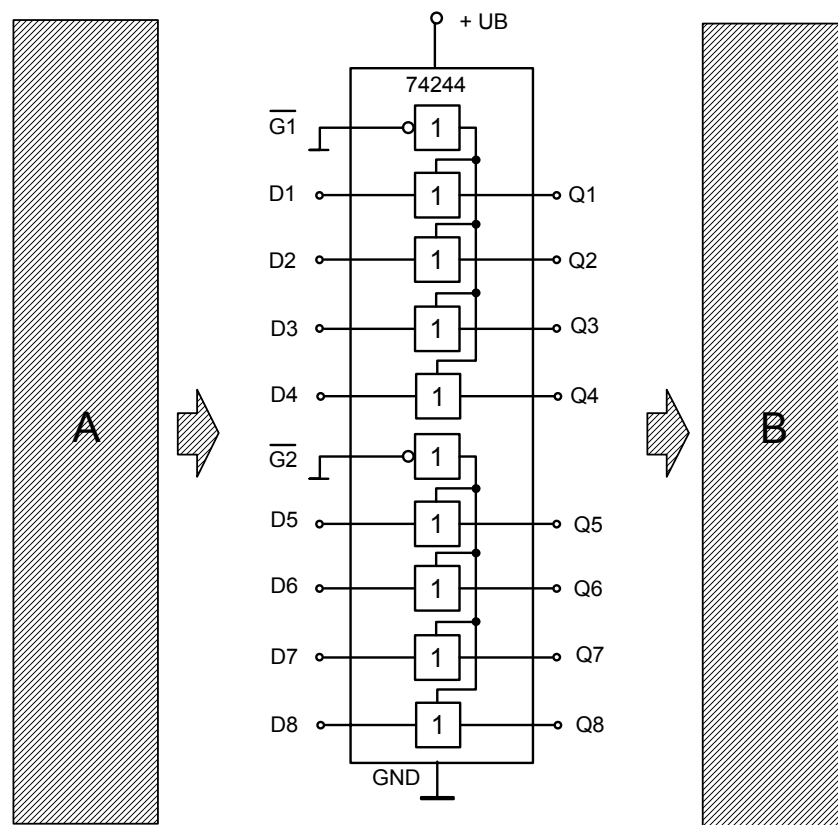 + UB
74244
G1 1
D1 1 Q1
D2 1 Q2
D3 1 Q3
D4 1 Q4
A
B
G2 1
D5 1 Q5
D6 1 Q6
D7 1 Q7
D8 1 Q8
GND